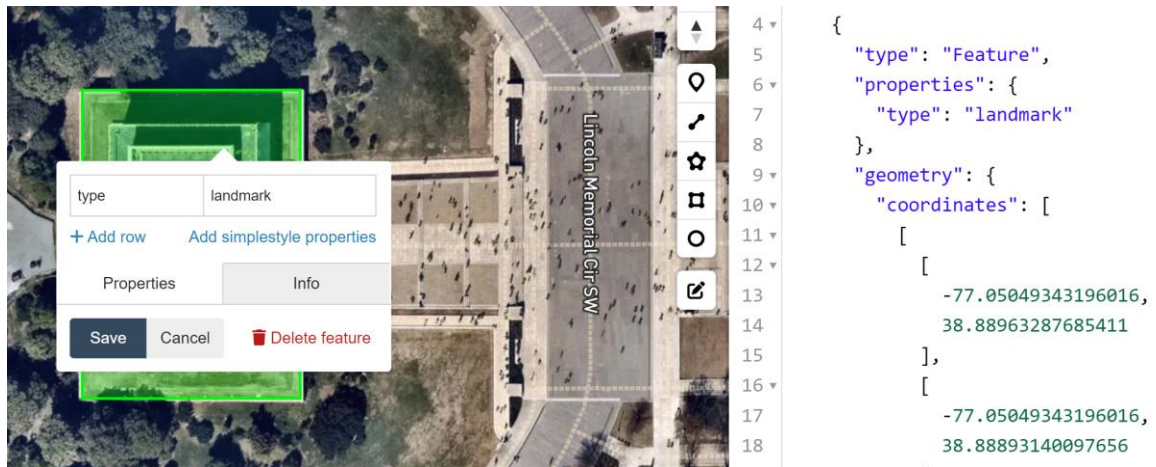 type landmark
+ Add row Add simplestyle properties
Properties Info
Save Cancel Delete feature
Lincoln Memorial Cir SW
4 {
5 "type": "Feature",
6 "properties": {
7 "type": "landmark"
8 },
9 "geometry": {
10 "coordinates": [
11 [
12 [
13 -77.05049343196016,
14 38.88963287685411
15 ],
16 [
17 -77.05049343196016,
18 38.88893140097656